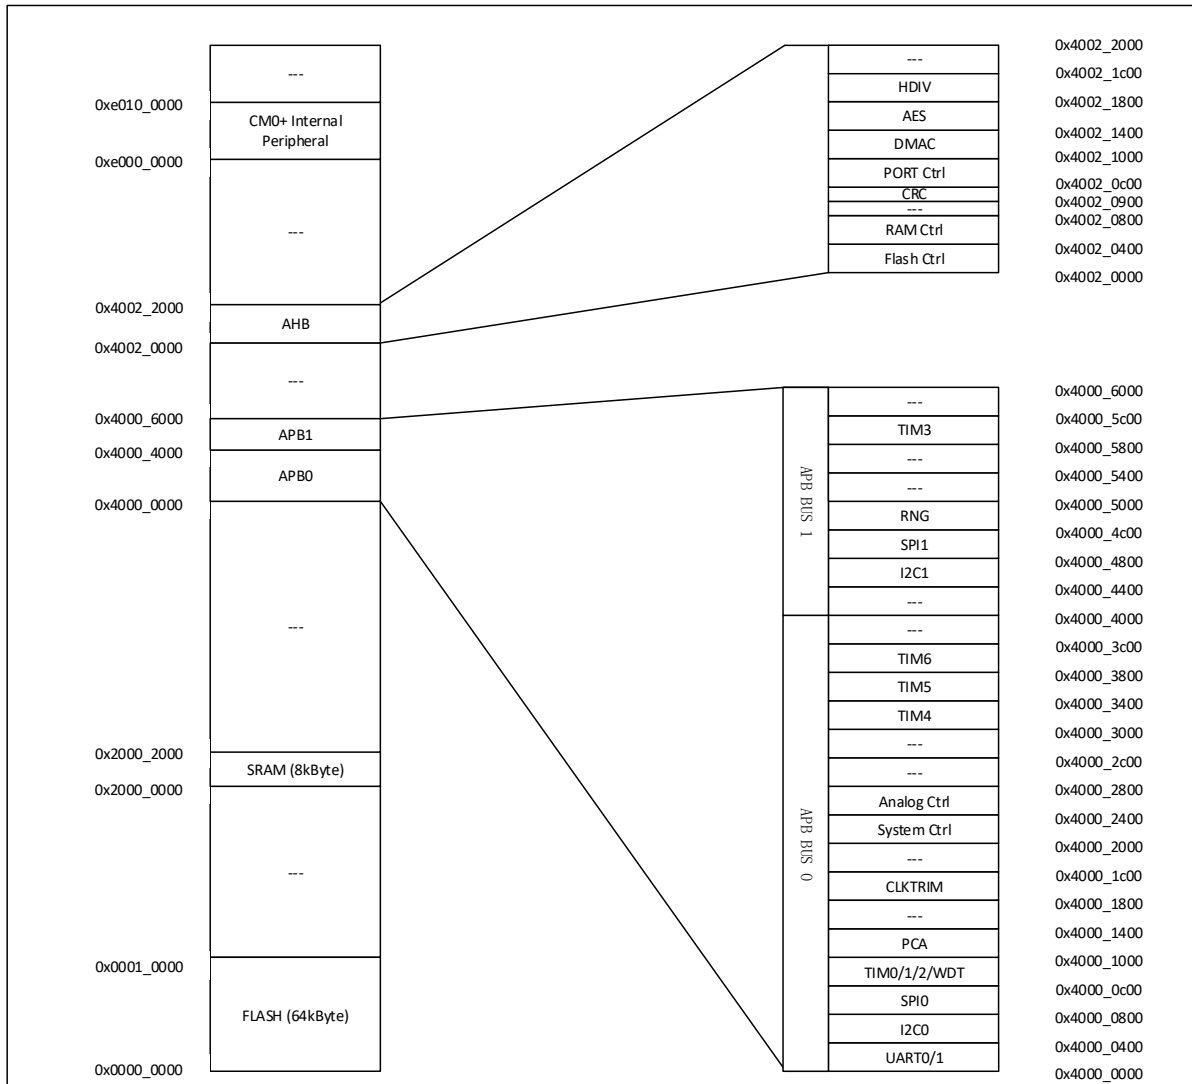 ---
0xe010_0000
CM0+ Internal
Peripheral
0xe000_0000
---
0x4002_2000
AHB
0x4002_0000
---
0x4000_6000
APB1
0x4000_4000
APB0
0x4000_0000
---
0x2000_2000
SRAM (8kByte)
0x2000_0000
---
0x0001_0000
FLASH (64kByte)
0x0000_0000
0x4002_2000
---
0x4002_1c00
HDIV
0x4002_1800
AES
0x4002_1400
DMAC
0x4002_1000
PORT Ctrl
0x4002_0c00
CRC
0x4002_0900
---
0x4002_0800
RAM Ctrl
0x4002_0400
Flash Ctrl
0x4002_0000
APB BUS 1
0x4000_6000
---
0x4000_5c00
TIM3
0x4000_5800
---
0x4000_5400
---
0x4000_5000
RNG
0x4000_4c00
SPI1
0x4000_4800
I2C1
0x4000_4400
---
0x4000_4000
APB BUS 0
---
0x4000_3c00
TIM6
0x4000_3800
TIM5
0x4000_3400
TIM4
0x4000_3000
---
0x4000_2c00
---
0x4000_2800
Analog Ctrl
0x4000_2400
System Ctrl
0x4000_2000
---
0x4000_1c00
CLKTRIM
0x4000_1800
---
0x4000_1400
PCA
0x4000_1000
TIM0/1/2/WDT
0x4000_0c00
SPI0
0x4000_0800
I2C0
0x4000_0400
UART0/1
0x4000_0000